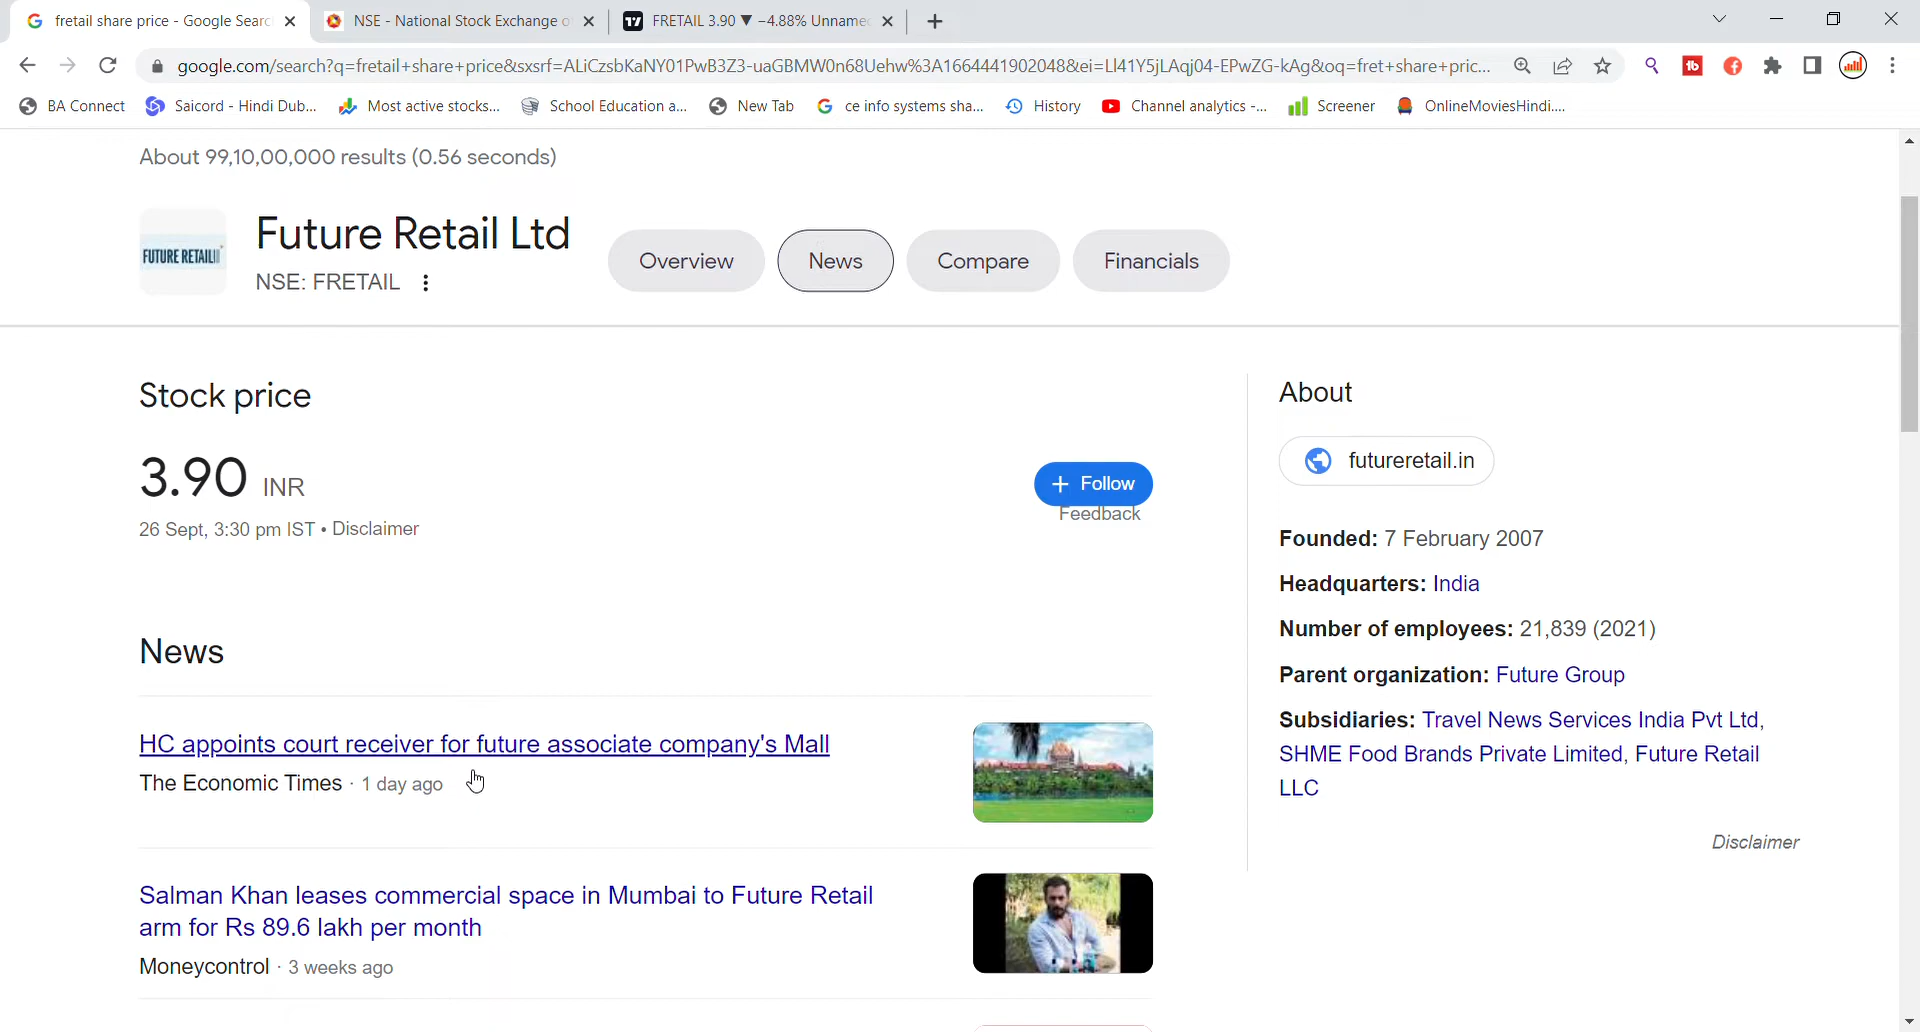 fretail share price - Google Searc
NSE - National Stock Exchange o
FRETAIL 3.90 ▼ −4.88% Unname
google.com/search?q=fretail+share+price&sxsrf=ALiCzsbKaNY01PwB3Z3-uaGBMW0n68Uehw%3A1664441902048&ei=Ll41Y5jLAqj04-EPwZG-kAg&oq=fret+share+pric...
BA Connect
Saicord - Hindi Dub...
Most active stocks...
School Education a...
New Tab
ce info systems sha...
History
Channel analytics -...
Screener
OnlineMoviesHindi....
About 99,10,00,000 results (0.56 seconds)
FUTURE RETAIL
Future Retail Ltd
NSE: FRETAIL
Overview
News
Compare
Financials
Stock price
3.90 INR
+ Follow
Feedback
26 Sept, 3:30 pm IST • Disclaimer
News
HC appoints court receiver for future associate company's Mall
The Economic Times · 1 day ago
Salman Khan leases commercial space in Mumbai to Future Retail
arm for Rs 89.6 lakh per month
Moneycontrol · 3 weeks ago
About
futureretail.in
Founded: 7 February 2007
Headquarters: India
Number of employees: 21,839 (2021)
Parent organization: Future Group
Subsidiaries: Travel News Services India Pvt Ltd,
SHME Food Brands Private Limited, Future Retail
LLC
Disclaimer